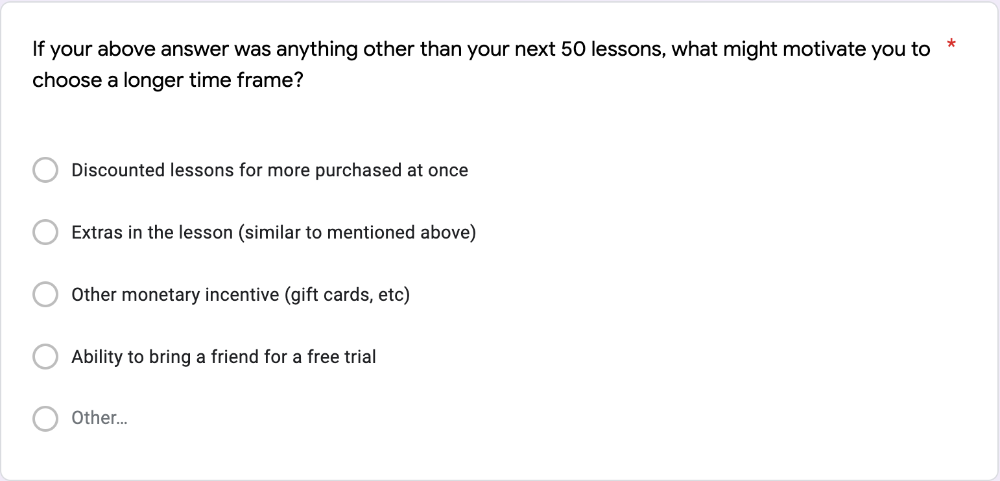 If your above answer was anything other than your next 50 lessons, what might motivate you to *
choose a longer time frame?
Discounted lessons for more purchased at once
Extras in the lesson (similar to mentioned above)
Other monetary incentive (gift cards, etc)
Ability to bring a friend for a free trial
Other...